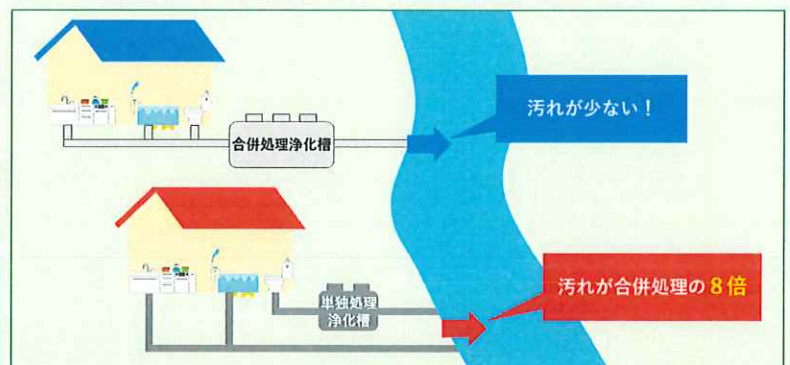 合併処理浄化槽
汚れが少ない！
単独処理
浄化槽
汚れが合併処理の8倍